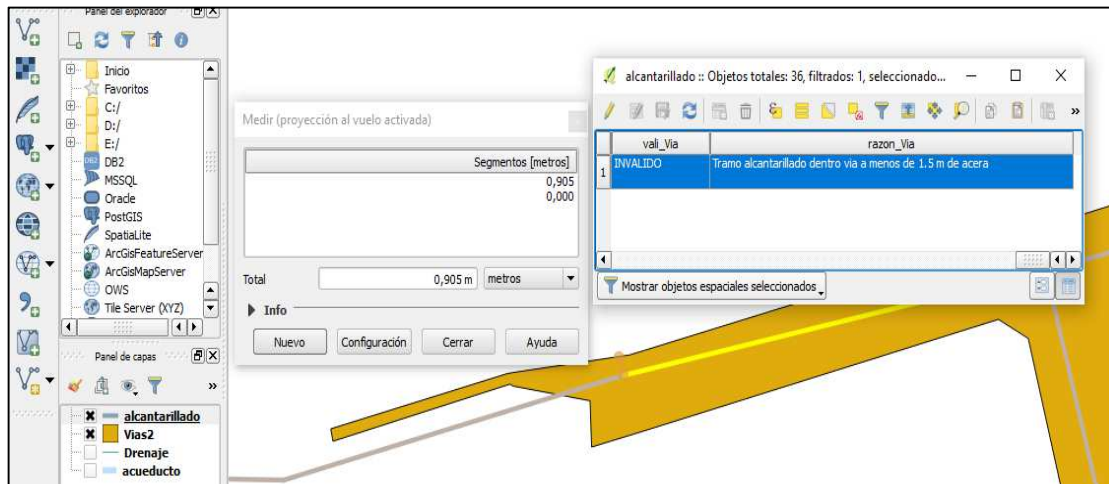 Panel del explorador
Inicio
Favoritos
C:/
D:/
E:/
DB2
DB2
MSSQL
Oracle
PostGIS
SpatiaLite
ArcGisFeatureServer
ArcGisMapServer
OWS
Tile Server (XYZ)
Panel de capas
»
alcantarillado
Vias2
Drenaje
acueducto
Medir (proyección al vuelo activada)
Segmentos [metros]
0,905
0,000
Total
0,905 m
metros
Info
Nuevo
Configuración
Cerrar
Ayuda
alcantarillado :: Objetos totales: 36, filtrados: 1, seleccionado...
»
vali_Via
razon_Via
1
INVALIDO
Tramo alcantarillado dentro via a menos de 1.5 m de acera
Mostrar objetos espaciales seleccionados